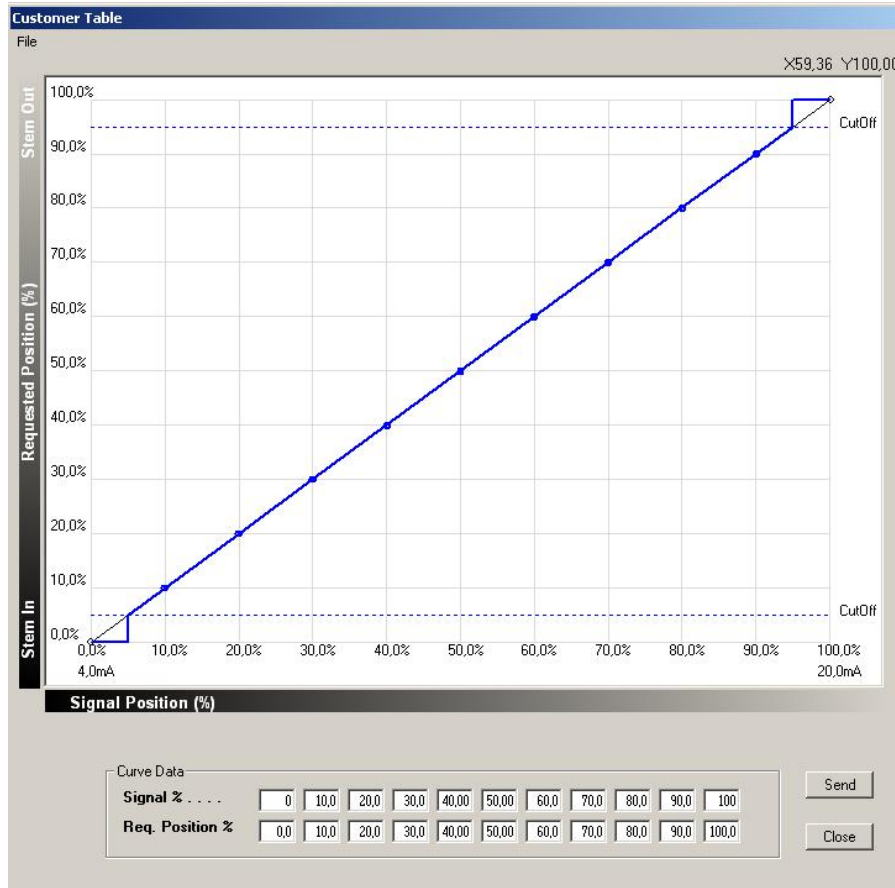 Customer Table
File
X59,36 Y100,00
Stem Out
Requested Position (%)
Stem In
100,0%
CutOff
90,0%
80,0%
70,0%
60,0%
50,0%
40,0%
30,0%
20,0%
10,0%
CutOff
0,0%
0,0% 10,0% 20,0% 30,0% 40,0% 50,0% 60,0% 70,0% 80,0% 90,0% 100,0%
4,0mA 20,0mA
Signal Position (%)
Curve Data
Signal % . . . . 0 10,0 20,0 30,0 40,00 50,00 60,0 70,0 80,0 90,0 100
Req. Position % 0,0 10,0 20,0 30,0 40,00 50,00 60,0 70,0 80,0 90,0 100,0
Send
Close